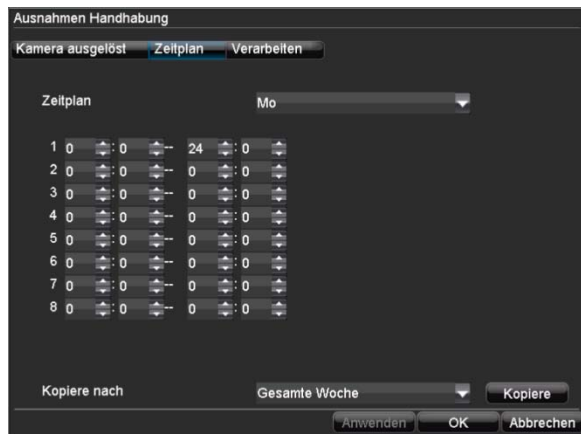 Ausnahmen Handhabung
Kamera ausgelöst Zeitplan Verarbeiten
Zeitplan Mo
1 0 : 0 -- 24 : 0
2 0 : 0 -- 0 : 0
3 0 : 0 -- 0 : 0
4 0 : 0 -- 0 : 0
5 0 : 0 -- 0 : 0
6 0 : 0 -- 0 : 0
7 0 : 0 -- 0 : 0
8 0 : 0 -- 0 : 0
Kopiere nach Gesamte Woche Kopiere
Anwenden OK Abbrechen